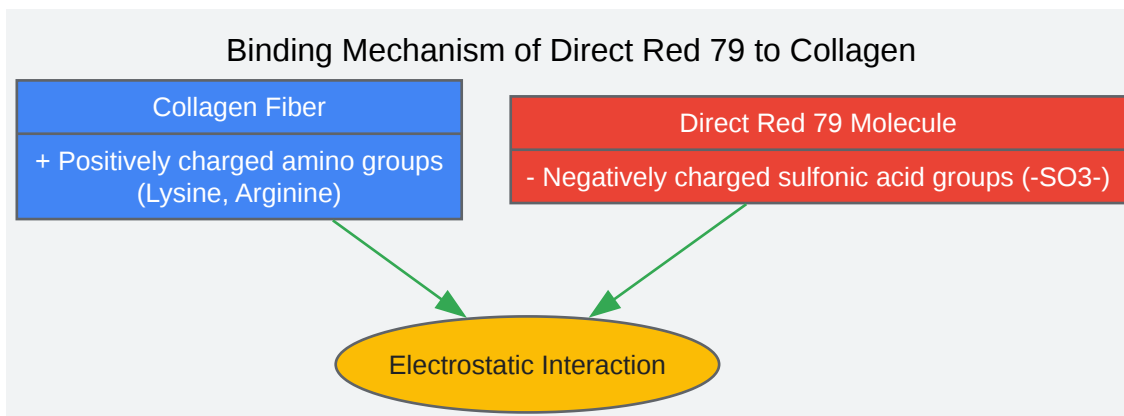 Binding Mechanism of Direct Red 79 to Collagen
Collagen Fiber
+ Positively charged amino groups
(Lysine, Arginine)
Direct Red 79 Molecule
- Negatively charged sulfonic acid groups (-SO3-)
Electrostatic Interaction